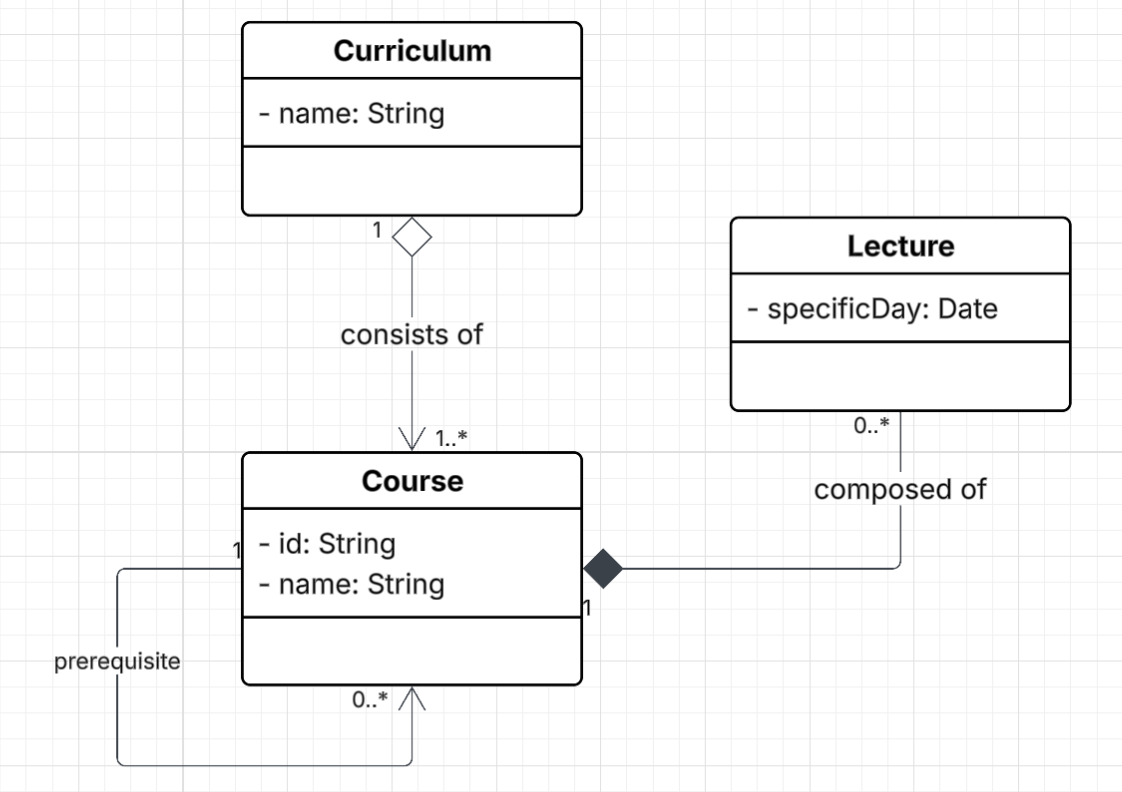 Curriculum
- name: String
1
consists of
1..*
Lecture
- specificDay: Date
0..*
composed of
Course
- id: String
- name: String
1
1
prerequisite
0..*